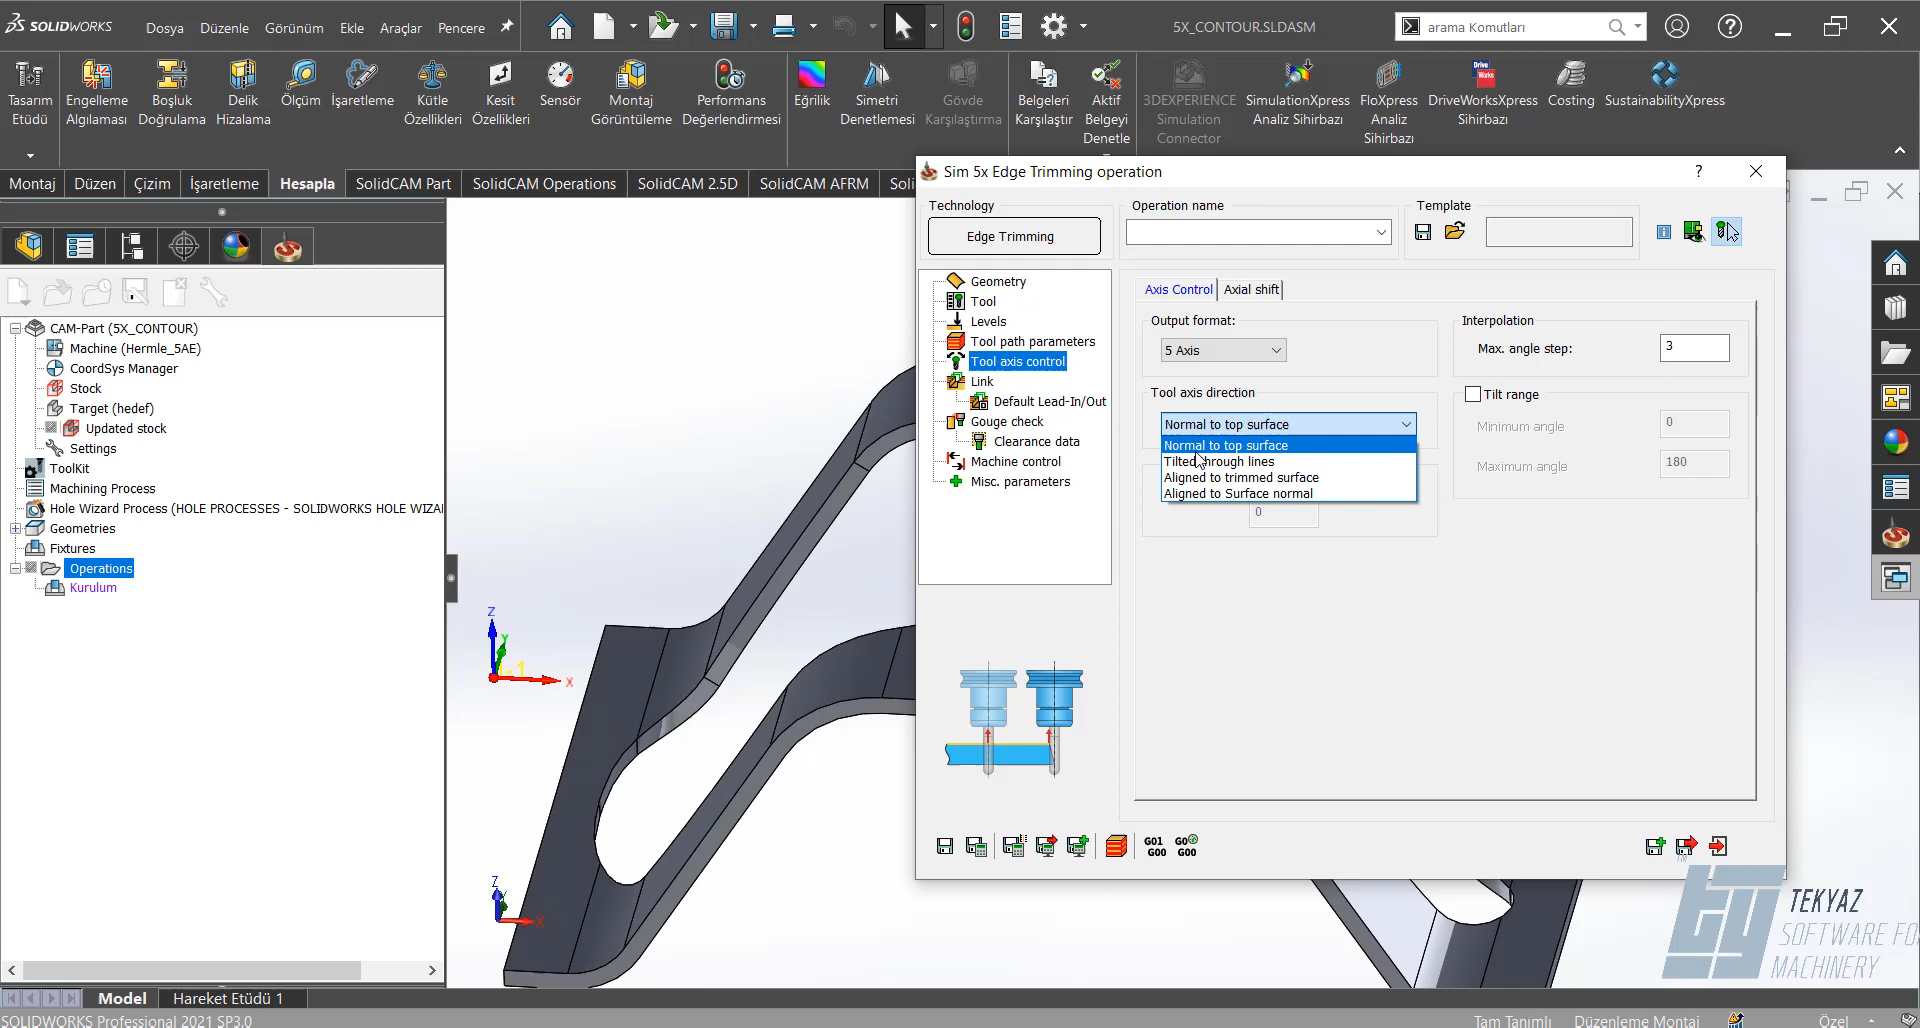 SOLIDWORKS
Dosya Düzenle Görünüm Ekle Araçlar Pencere
5X_CONTOUR.SLDASM
arama Komutları
Tasarım Etüdü
Engelleme Algılaması
Boşluk Doğrulama
Delik Hizalama
Ölçüm
İşaretleme
Kütle Özellikleri
Kesit Özellikleri
Sensör
Montaj Görüntüleme
Performans Değerlendirmesi
Eğrilik
Simetri Denetlemesi
Gövde Karşılaştırma
Belgeleri Karşılaştır
Aktif Belgeyi Denetle
3DEXPERIENCE Simulation Connector
SimulationXpress Analiz Sihirbazı
FloXpress Analiz Sihirbazı
Drive Works
DriveWorksXpress Sihirbazı
Costing
SustainabilityXpress
Montaj Düzen Çizim İşaretleme Hesapla SolidCAM Part SolidCAM Operations SolidCAM 2.5D SolidCAM AFRM Soli
CAM-Part (5X_CONTOUR)
Machine (Hermle_5AE)
CoordSys Manager
Stock
Target (hedef)
Updated stock
Settings
ToolKit
Machining Process
Hole Wizard Process (HOLE PROCESSES - SOLIDWORKS HOLE WIZA
Geometries
Fixtures
Operations
Kurulum
Z
Y
1-1
X
Z
Y
X
Sim 5x Edge Trimming operation
?
Technology
Edge Trimming
Operation name
Template
Geometry
Tool
Levels
Tool path parameters
Tool axis control
Link
Default Lead-In/Out
Gouge check
Clearance data
Machine control
Misc. parameters
Axis Control Axial shift
Output format:
5 Axis
Interpolation
Max. angle step: 3
Tool axis direction
Normal to top surface
Normal to top surface
Tilted through lines
Aligned to trimmed surface
Aligned to Surface normal
0
Tilt range
Minimum angle 0
Maximum angle 180
G01 G00
G0 G00
TM
TEKYAZ
SOFTWARE FO
MACHINERY
Model Hareket Etüdü 1
SOLIDWORKS Professional 2021 SP3.0
Tam Tanımlı Düzenleme Montaj Özel